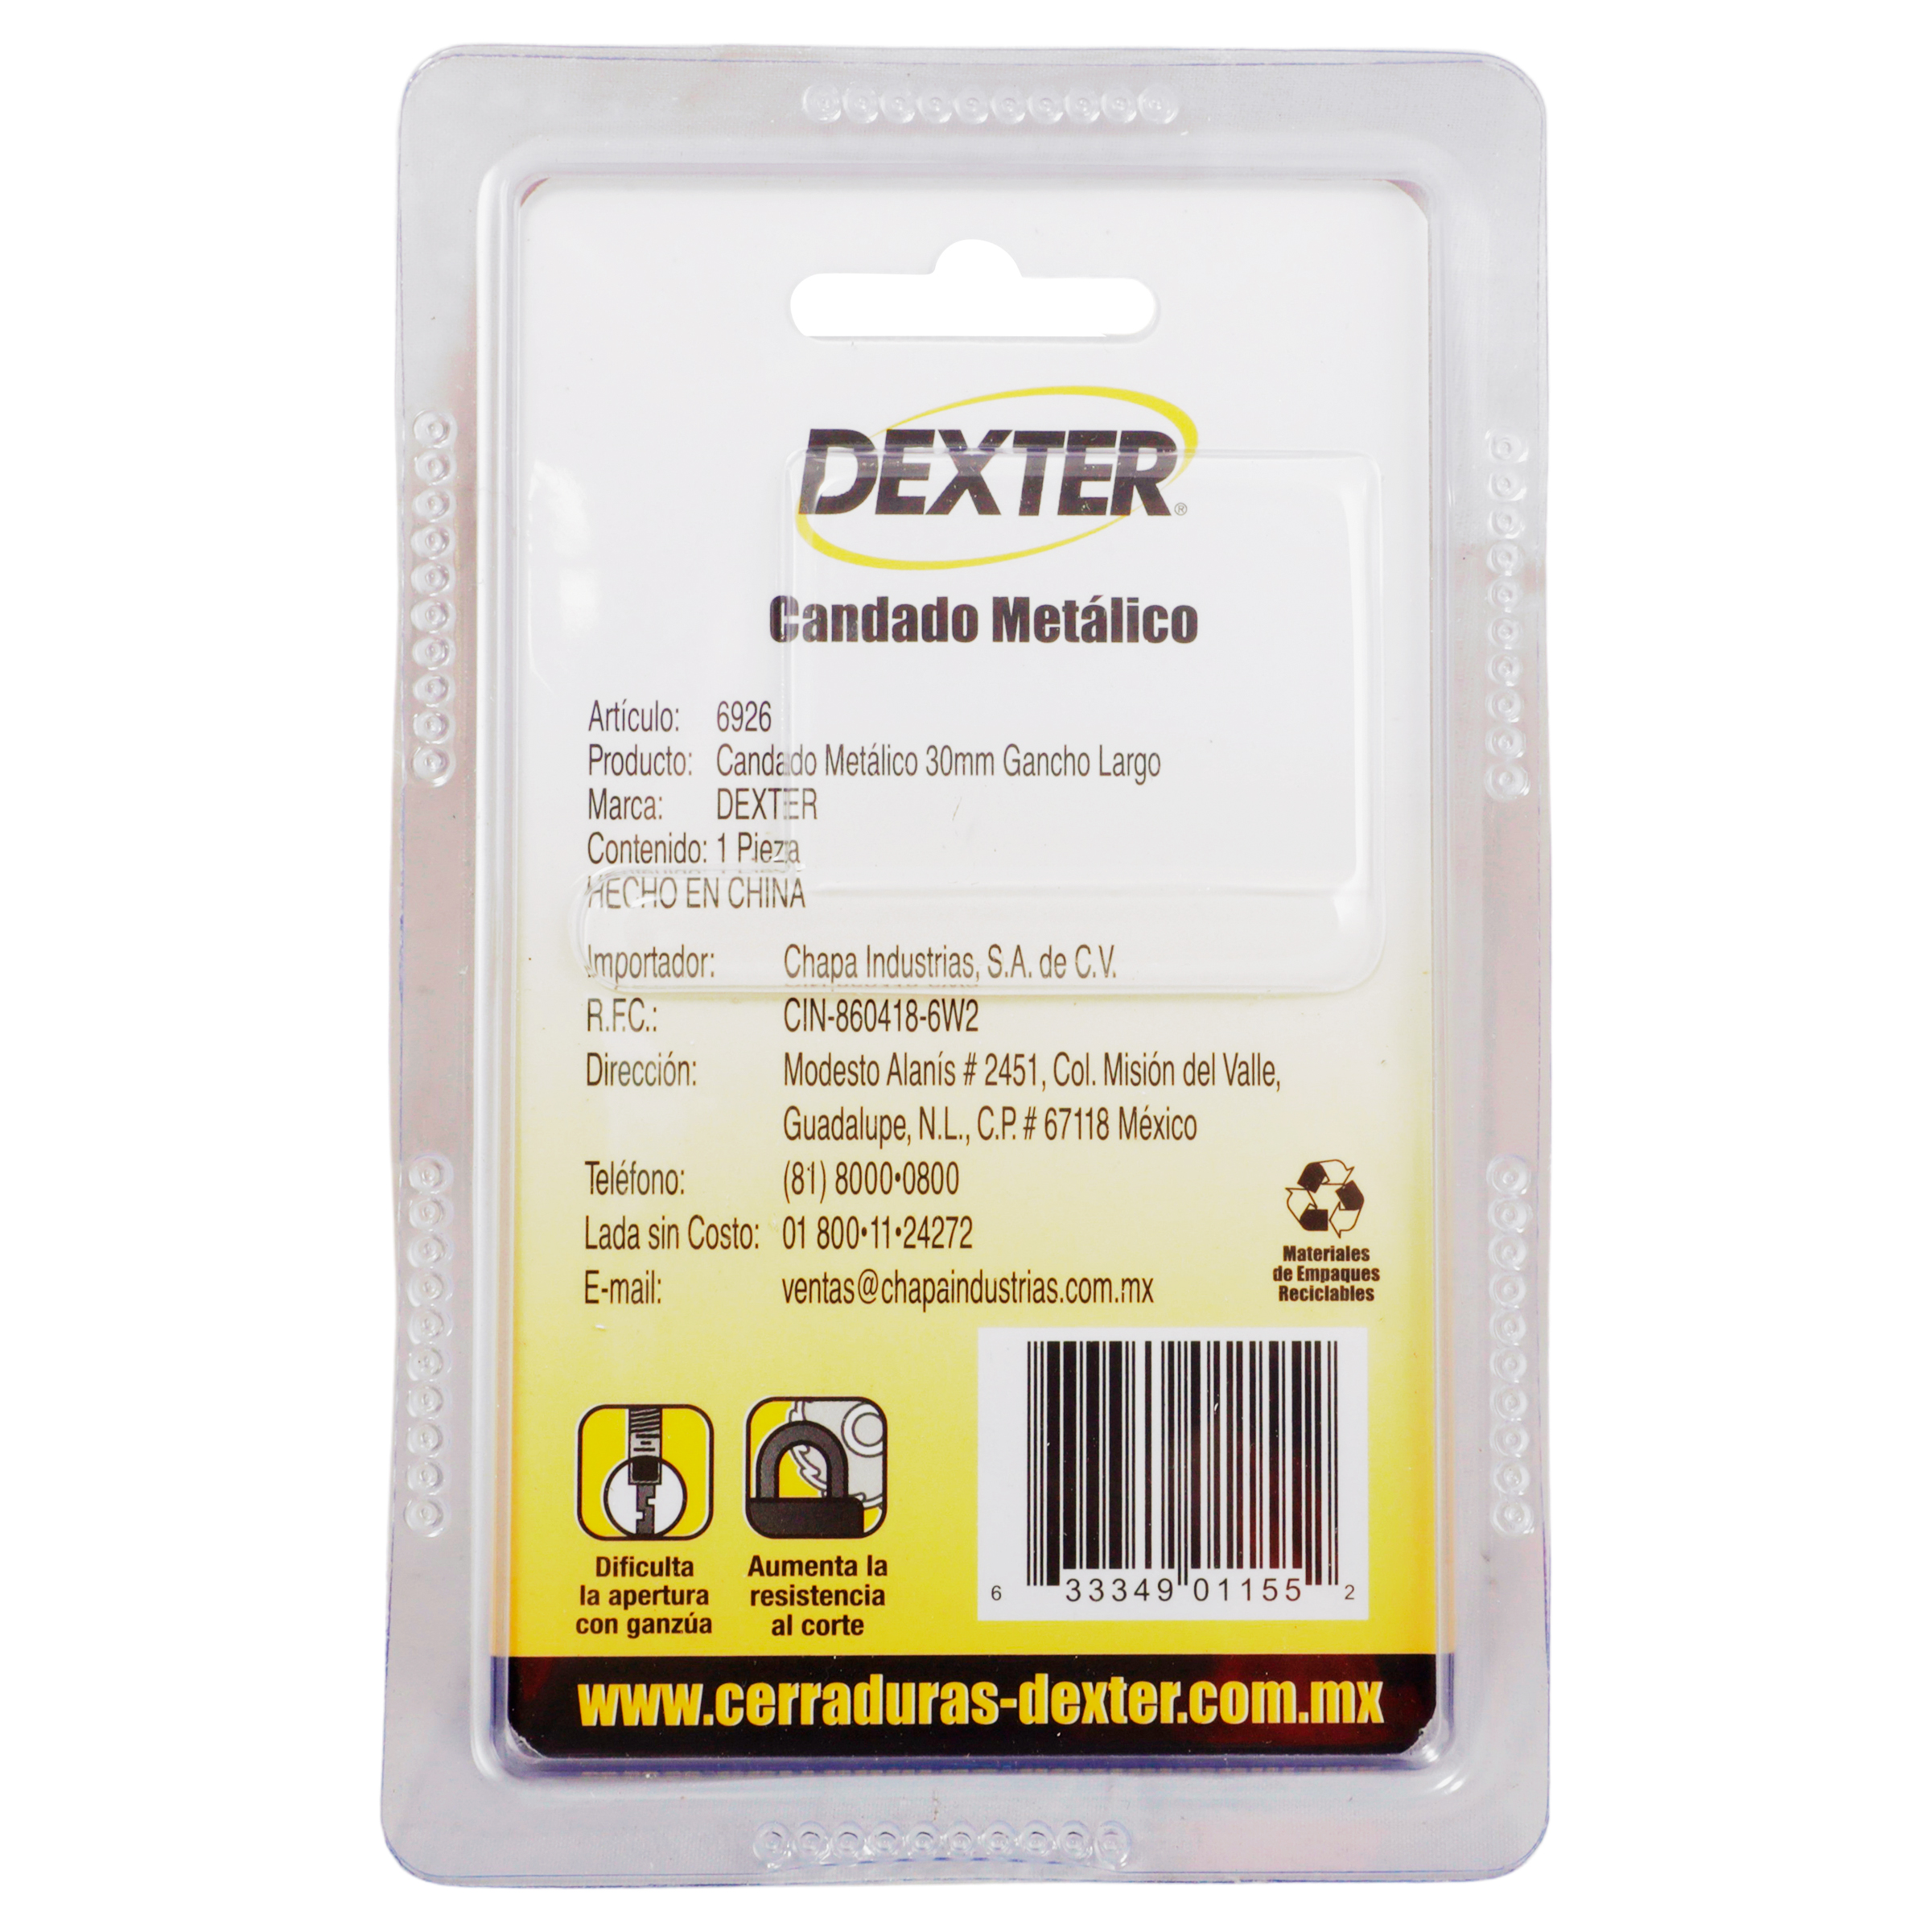 DEXTER®
Candado Metálico
Artículo: 6926
Producto: Candado Metálico 30mm Gancho Largo
Marca: DEXTER
Contenido: 1 Pieza
HECHO EN CHINA
Importador: Chapa Industrias, S.A. de C.V.
R.F.C.: CIN-860418-6W2
Dirección: Modesto Alanís # 2451, Col. Misión del Valle,
Guadalupe, N.L., C.P. # 67118 México
Teléfono: (81) 8000•0800
Lada sin Costo: 01 800•11•24272
E-mail: ventas@chapaindustrias.com.mx
Materiales
de Empaques
Reciclables
Dificulta
la apertura
con ganzúa
Aumenta la
resistencia
al corte
6 33349 01155 2
www.cerraduras-dexter.com.mx